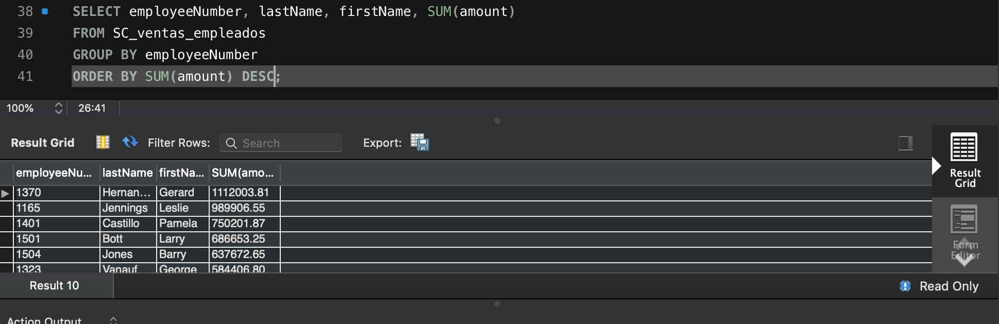 38 SELECT employeeNumber, lastName, firstName, SUM(amount)
39 FROM SC_ventas_empleados
40 GROUP BY employeeNumber
41 ORDER BY SUM(amount) DESC;
100% 26:41
Result Grid Filter Rows: Search Export:
employeeNu... lastName firstNa... SUM(amo...
1370 Hernan... Gerard 1112003.81
1165 Jennings Leslie 989906.55
1401 Castillo Pamela 750201.87
1501 Bott Larry 686653.25
1504 Jones Barry 637672.65
1323 Vanauf George 584406.80
Result
Grid
Form
Editor
Result 10 Read Only
Action Output